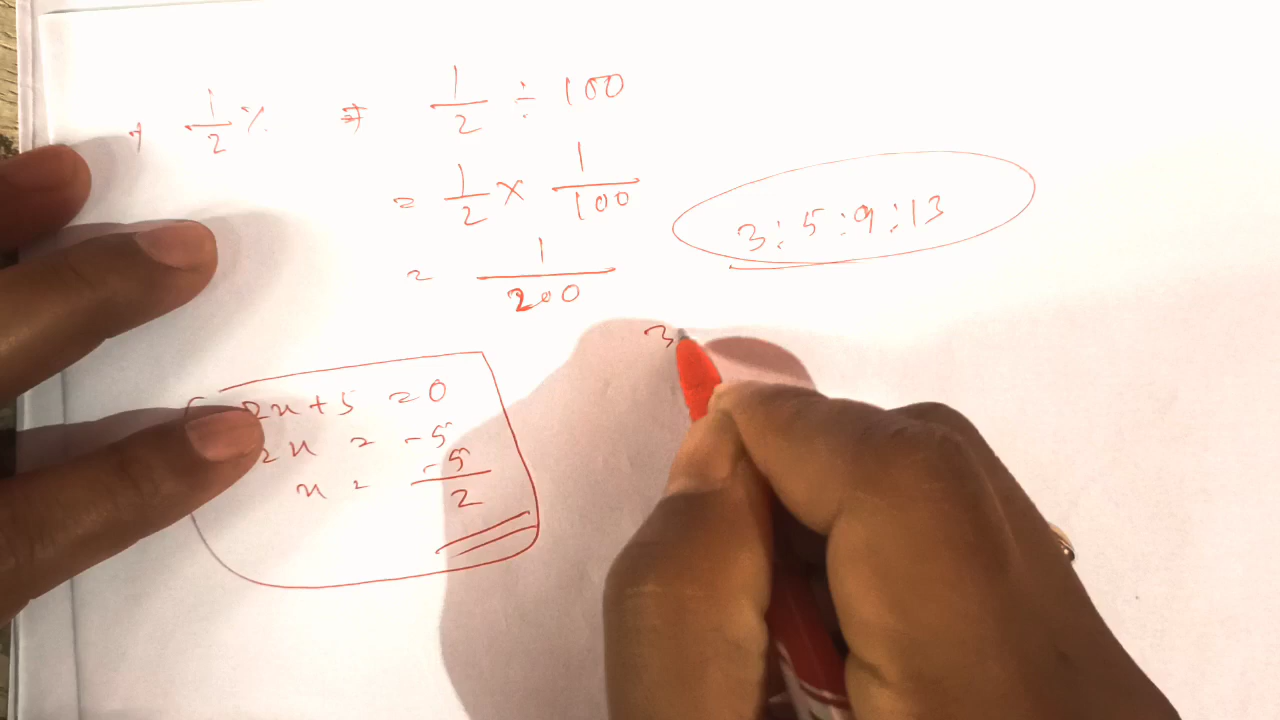 1/2 % ⇒ 1/2 ÷ 100
= 1/2 × 1/100
= 1/200
3:5:9:13
3
2x+5 = 0
2x = -5
x = -5/2